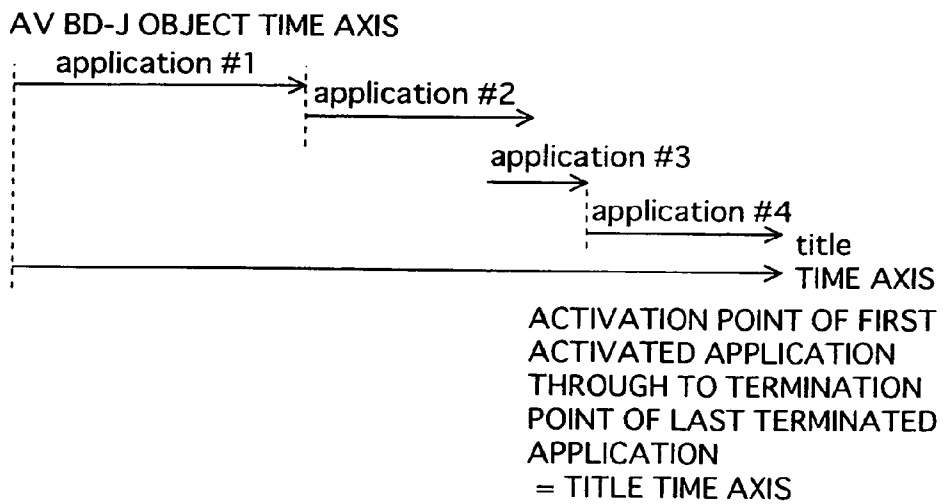 AV BD-J OBJECT TIME AXIS
application #1
application #2
application #3
application #4
title
TIME AXIS
ACTIVATION POINT OF FIRST
ACTIVATED APPLICATION
THROUGH TO TERMINATION
POINT OF LAST TERMINATED
APPLICATION
= TITLE TIME AXIS